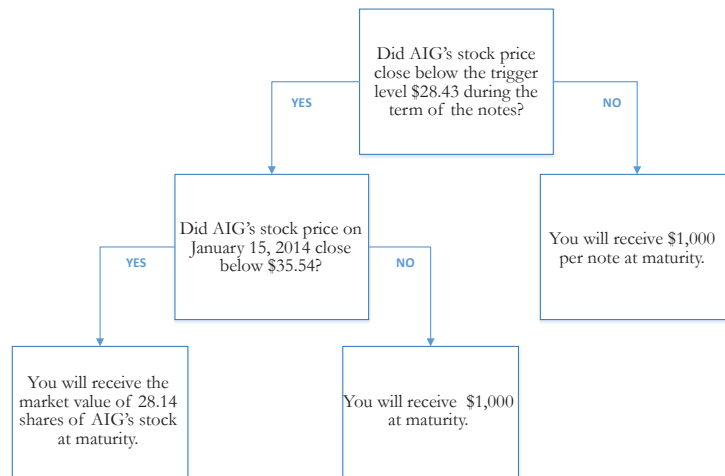 Did AIG's stock price
close below the trigger
level $28.43 during the
term of the notes?
YES
NO
Did AIG's stock price on
January 15, 2014 close
below $35.54?
You will receive $1,000
per note at maturity.
YES
NO
You will receive the
market value of 28.14
shares of AIG's stock
at maturity.
You will receive $1,000
at maturity.